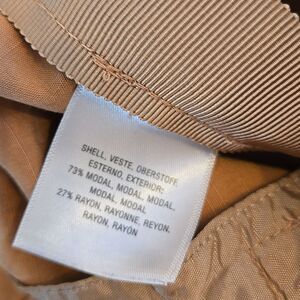 SHELL, VESTE, OBERSTOFF,
ESTERNO, EXTERIOR:
73% MODAL, MODAL, MODAL,
MODAL, MODAL
27% RAYON, RAYONNE, REYON,
RAYON, RAYÓN